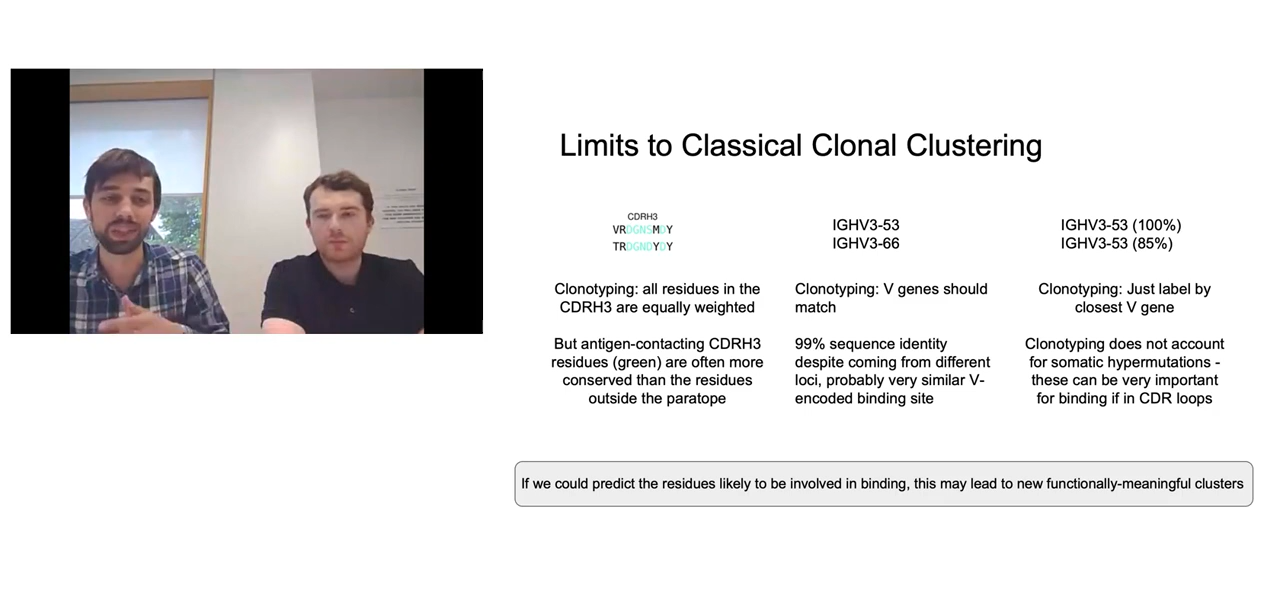 Limits to Classical Clonal Clustering
CDRH3
VRDGNSMDY
TRDGNDYDY
IGHV3-53
IGHV3-66
IGHV3-53 (100%)
IGHV3-53 (85%)
Clonotyping: all residues in the
CDRH3 are equally weighted
But antigen-contacting CDRH3
residues (green) are often more
conserved than the residues
outside the paratope
Clonotyping: V genes should
match
99% sequence identity
despite coming from different
loci, probably very similar V-
encoded binding site
Clonotyping: Just label by
closest V gene
Clonotyping does not account
for somatic hypermutations -
these can be very important
for binding if in CDR loops
If we could predict the residues likely to be involved in binding, this may lead to new functionally-meaningful clusters